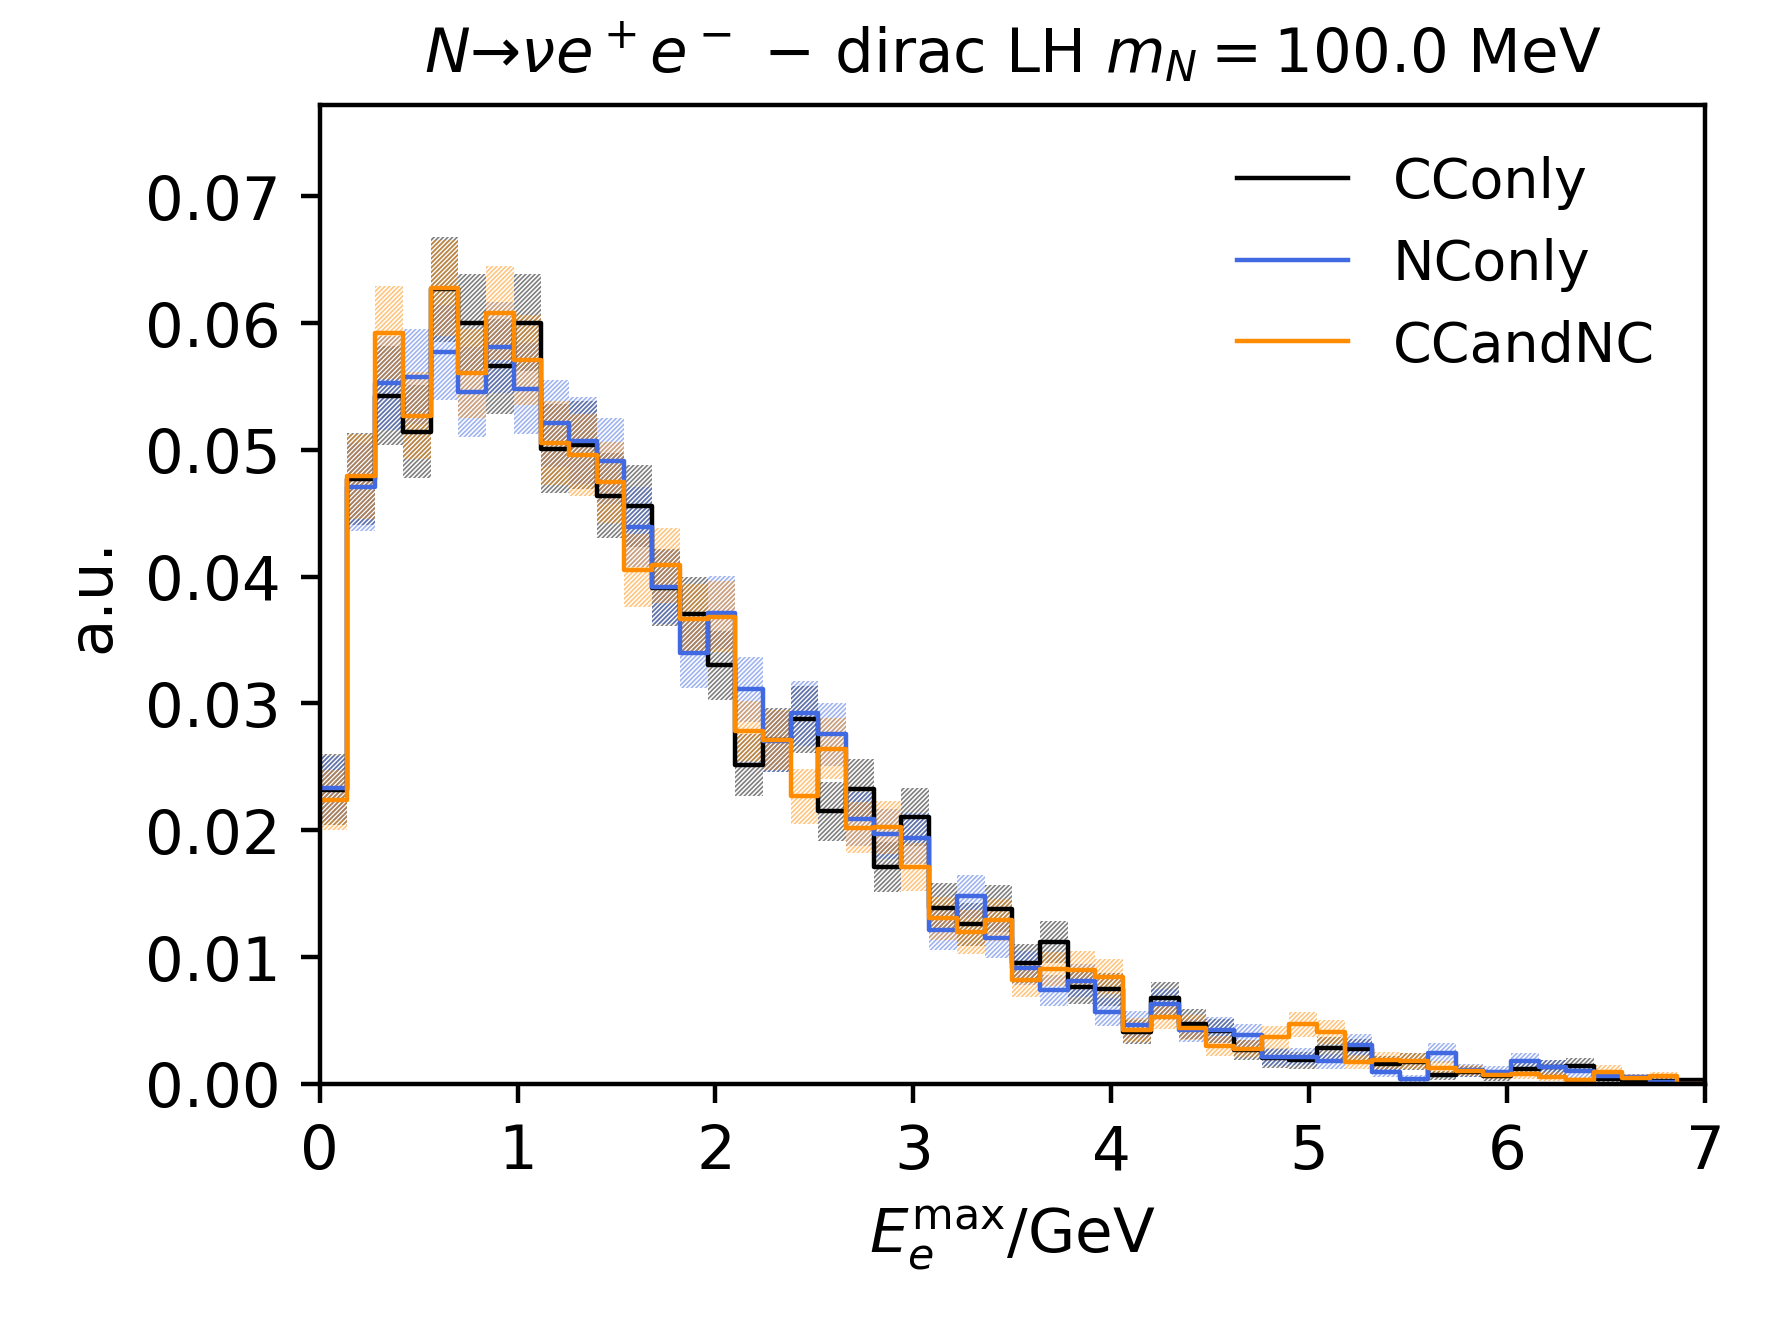 N→νe⁺e⁻ − dirac LH m_N = 100.0 MeV
CConly
NConly
CCandNC
a.u.
0.07
0.06
0.05
0.04
0.03
0.02
0.01
0.00
0 1 2 3 4 5 6 7
E_e^max/GeV